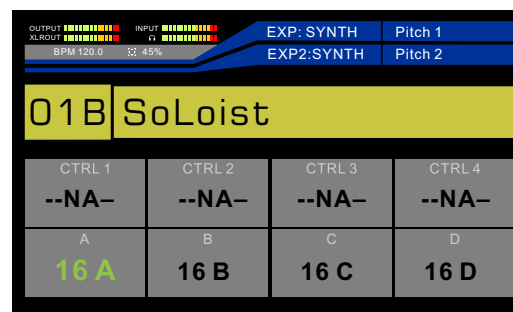 OUTPUT INPUT EXP: SYNTH Pitch 1
XLROUT
BPM 120.0 45% EXP2:SYNTH Pitch 2
01B SoLoist
CTRL 1 CTRL 2 CTRL 3 CTRL 4
--NA– --NA– --NA– --NA–
A B C D
16 A 16 B 16 C 16 D